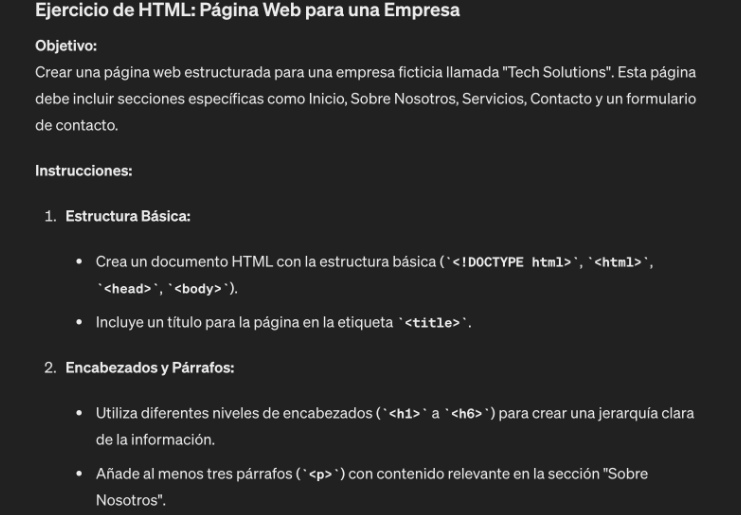 Ejercicio de HTML: Página Web para una Empresa
Objetivo:
Crear una página web estructurada para una empresa ficticia llamada "Tech Solutions". Esta página
debe incluir secciones específicas como Inicio, Sobre Nosotros, Servicios, Contacto y un formulario
de contacto.
Instrucciones:
1. Estructura Básica:
• Crea un documento HTML con la estructura básica (`<!DOCTYPE html>`, `<html>`,
`<head>`, `<body>`).
• Incluye un título para la página en la etiqueta `<title>`.
2. Encabezados y Párrafos:
• Utiliza diferentes niveles de encabezados (`<h1>` a `<h6>`) para crear una jerarquía clara
de la información.
• Añade al menos tres párrafos (`<p>`) con contenido relevante en la sección "Sobre
Nosotros".